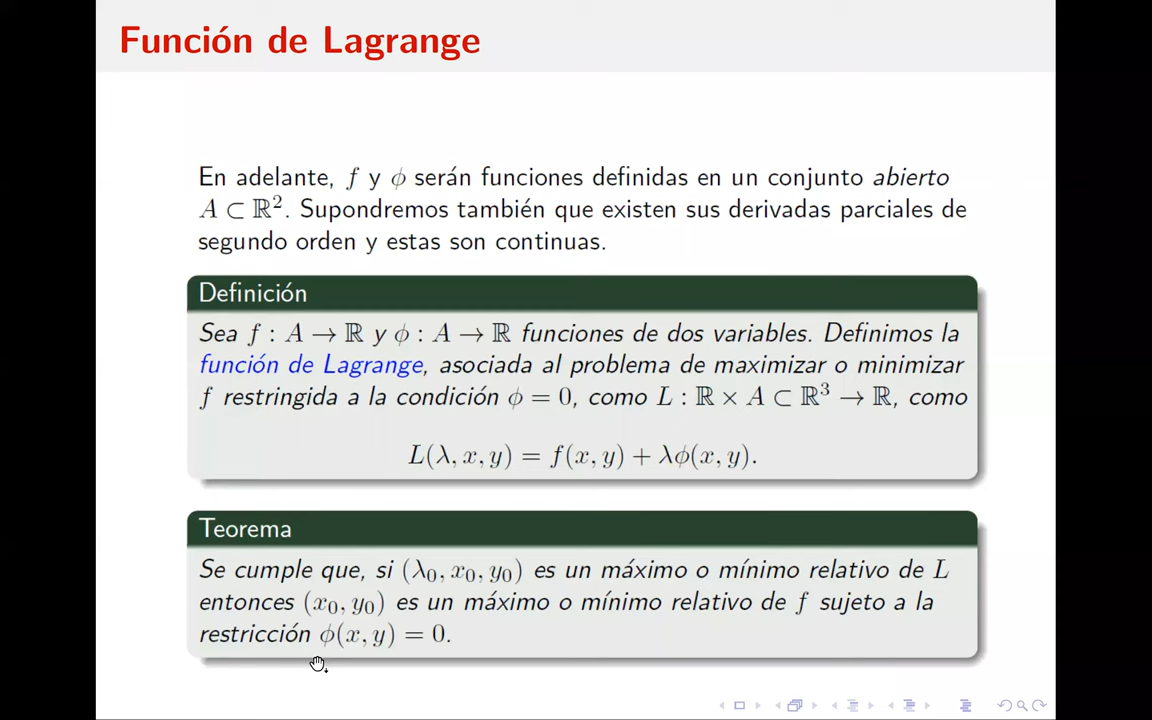 Función de Lagrange
En adelante, f y ϕ serán funciones definidas en un conjunto abierto
A ⊂ ℝ². Supondremos también que existen sus derivadas parciales de
segundo orden y estas son continuas.
Definición
Sea f : A → ℝ y ϕ : A → ℝ funciones de dos variables. Definimos la
función de Lagrange, asociada al problema de maximizar o minimizar
f restringida a la condición ϕ = 0, como L : ℝ × A ⊂ ℝ³ → ℝ, como
L(λ, x, y) = f(x, y) + λϕ(x, y).
Teorema
Se cumple que, si (λ₀, x₀, y₀) es un máximo o mínimo relativo de L
entonces (x₀, y₀) es un máximo o mínimo relativo de f sujeto a la
restricción ϕ(x, y) = 0.